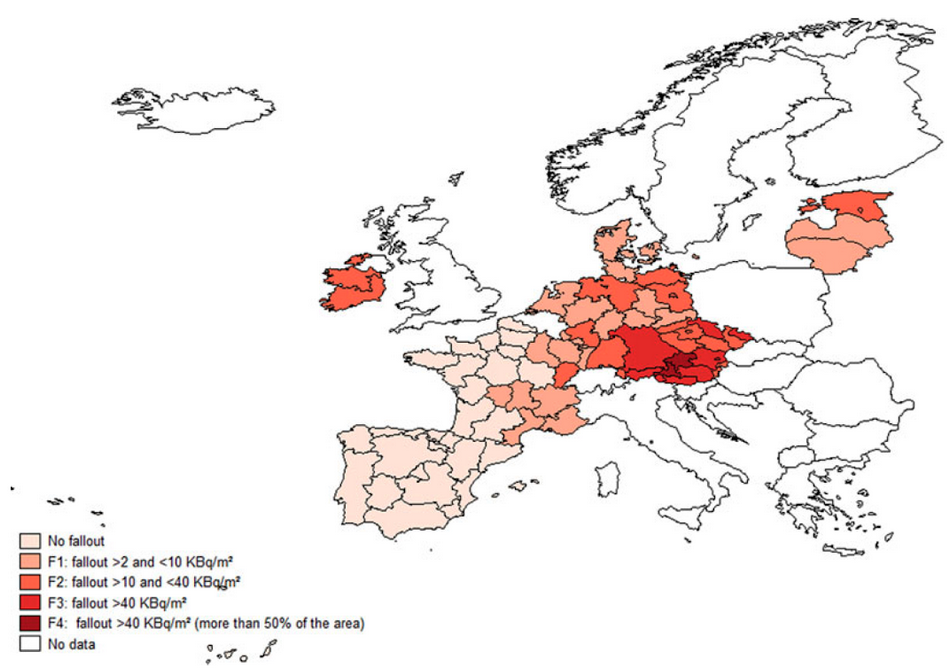 No fallout
F1: fallout >2 and <10 KBq/m²
F2: fallout >10 and <40 KBq/m²
F3: fallout >40 KBq/m²
F4: fallout >40 KBq/m² (more than 50% of the area)
No data